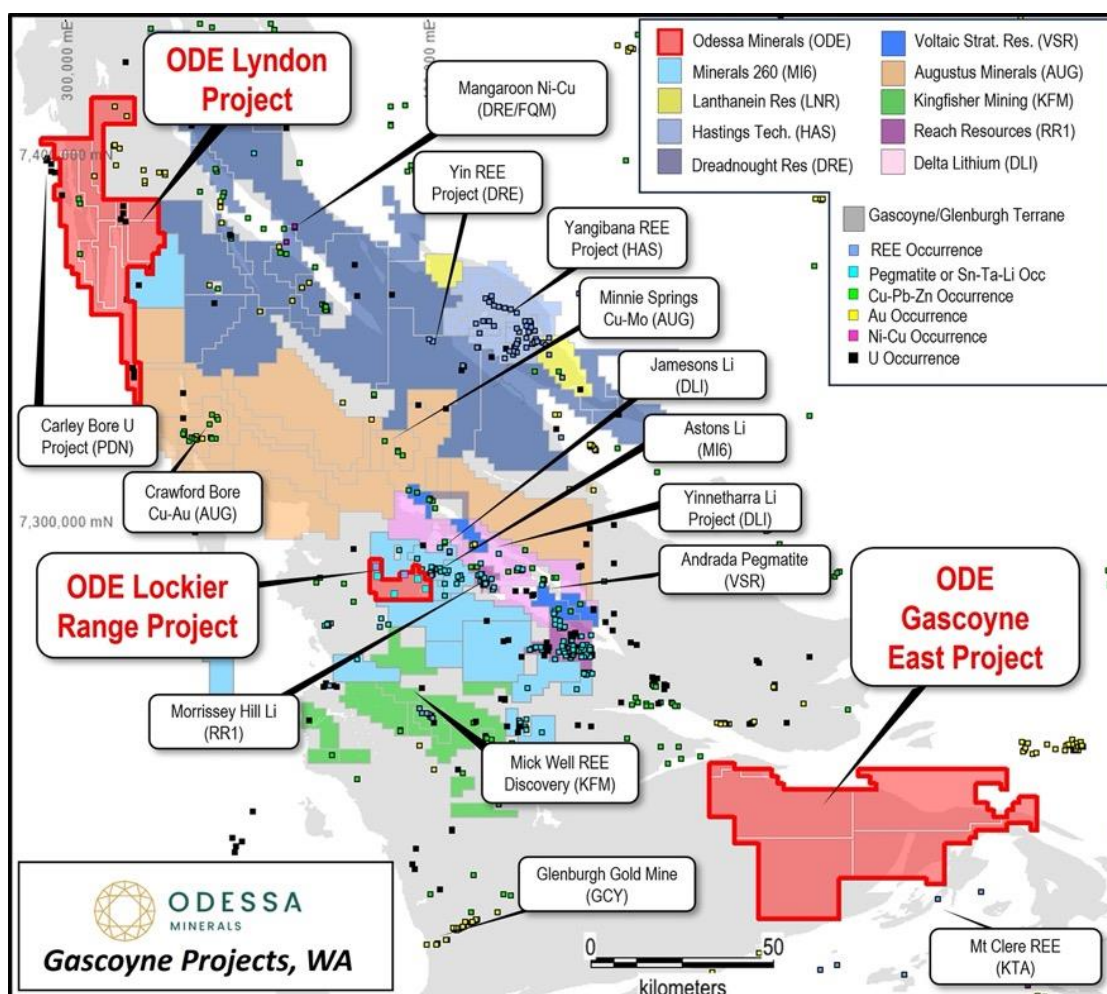 300,000 mE
ODE Lyndon
Project
Mangaroon Ni-Cu
(DRE/FQM)
Odessa Minerals (ODE)
Minerals 260 (MI6)
Lanthanein Res (LNR)
Hastings Tech. (HAS)
Dreadnought Res (DRE)
Voltaic Strat. Res. (VSR)
Augustus Minerals (AUG)
Kingfisher Mining (KFM)
Reach Resources (RR1)
Delta Lithium (DLI)
Gascoyne/Glenburgh Terrane
REE Occurrence
Pegmatite or Sn-Ta-Li Occ
Cu-Pb-Zn Occurrence
Au Occurrence
Ni-Cu Occurrence
U Occurrence
7,400,000 mN
Yin REE
Project (DRE)
Yangibana REE
Project (HAS)
Minnie Springs
Cu-Mo (AUG)
Jamesons Li
(DLI)
Carley Bore U
Project (PDN)
Astons Li
(MI6)
Crawford Bore
Cu-Au (AUG)
Yinnetharra Li
Project (DLI)
7,300,000 mN
Andrada Pegmatite
(VSR)
ODE Lockier
Range Project
ODE
Gascoyne
East Project
Morrissey Hill Li
(RR1)
Mick Well REE
Discovery (KFM)
Glenburgh Gold Mine
(GCY)
ODESSA
MINERALS
Gascoyne Projects, WA
0 50
kilometers
Mt Clere REE
(KTA)